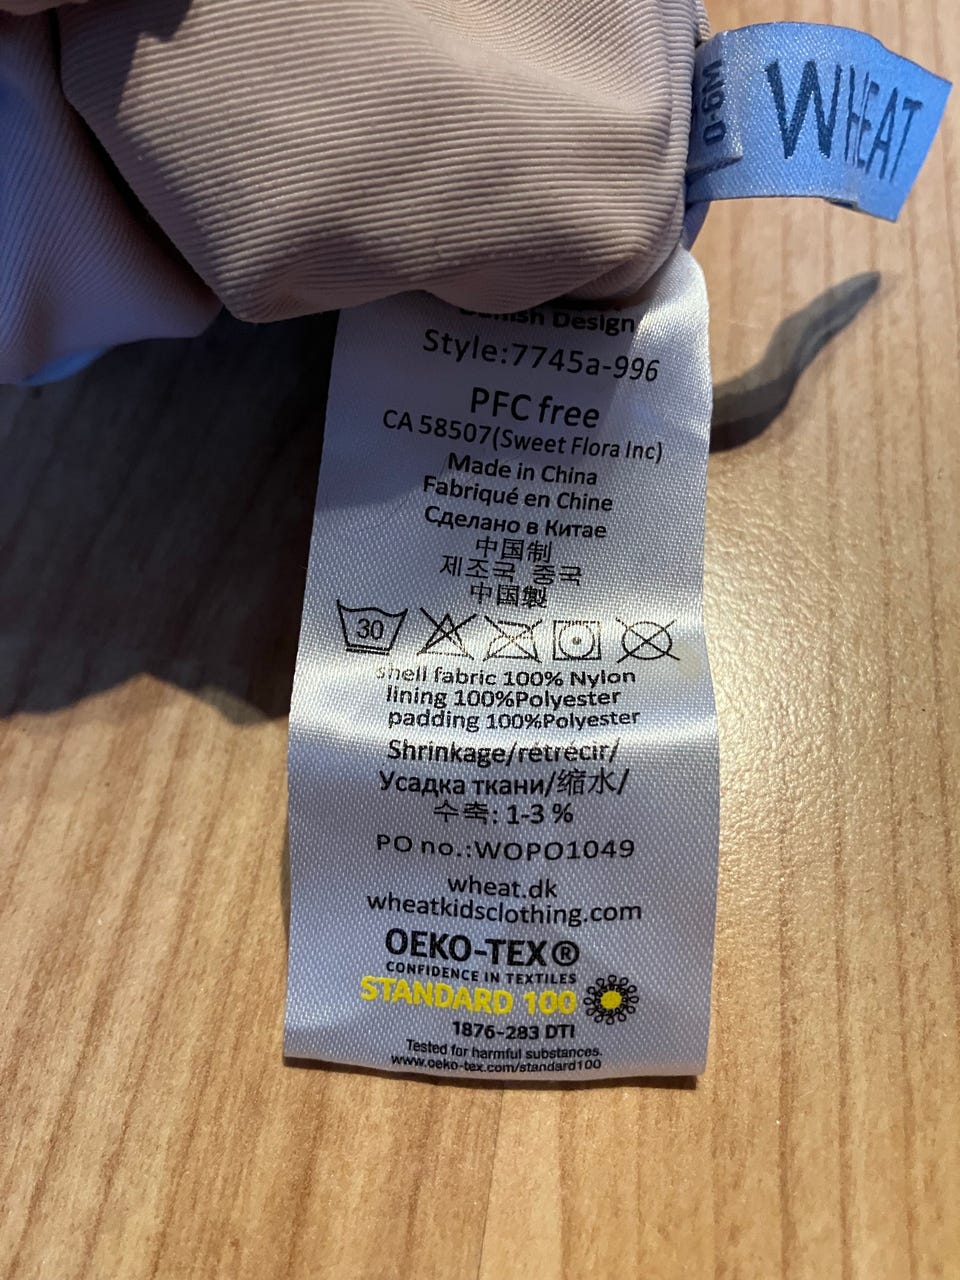 WHEAT
0-6M
Danish Design
Style:7745a-996
PFC free
CA 58507(Sweet Flora Inc)
Made in China
Fabriqué en Chine
Сделано в Китае
中国制
제조국 중국
中国製
30
shell fabric 100% Nylon
lining 100%Polyester
padding 100%Polyester
Shrinkage/retrecir/
Усадка ткани/缩水/
수축: 1-3 %
PO no.:WOPO1049
wheat.dk
wheatkidsclothing.com
OEKO-TEX®
CONFIDENCE IN TEXTILES
STANDARD 100
1876-283 DTI
Tested for harmful substances.
www.oeko-tex.com/standard100